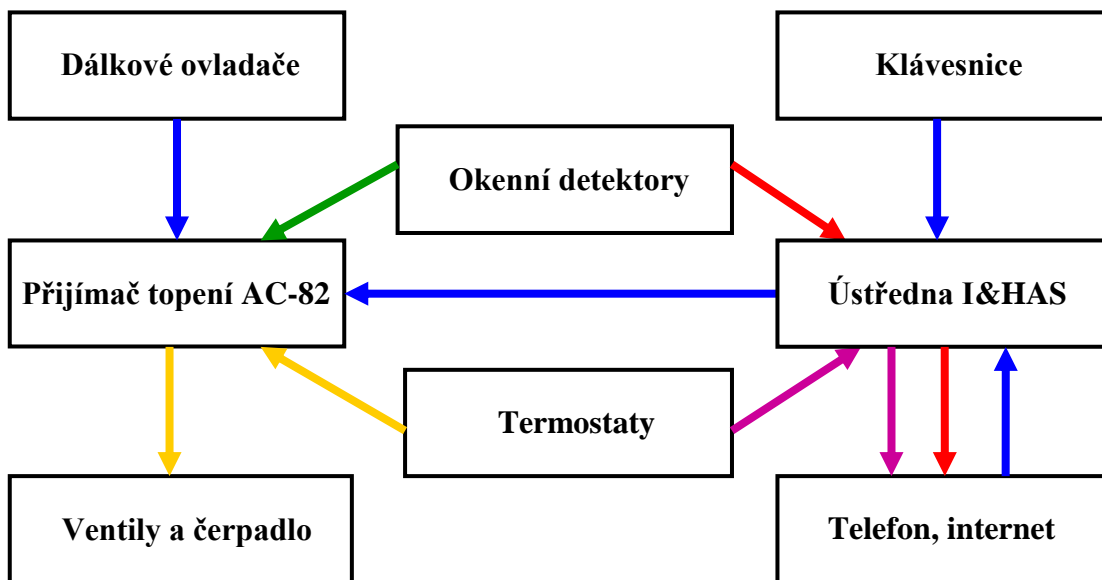 Dálkové ovladače
Klávesnice
Okenní detektory
Přijímač topení AC-82
Ústředna I&HAS
Termostaty
Ventily a čerpadlo
Telefon, internet